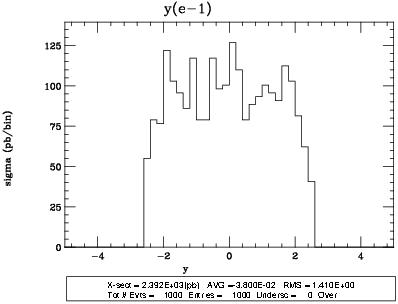 y(e-1)
sigma (pb/bin)
125
100
75
50
25
0
-4 -2 0 2 4
y
X-sect = 2.392E+03(pb) AVG =-3.800E-02 RMS = 1.410E+00
Tot # Evts = 1000 Entries = 1000 Undersc = 0 Over